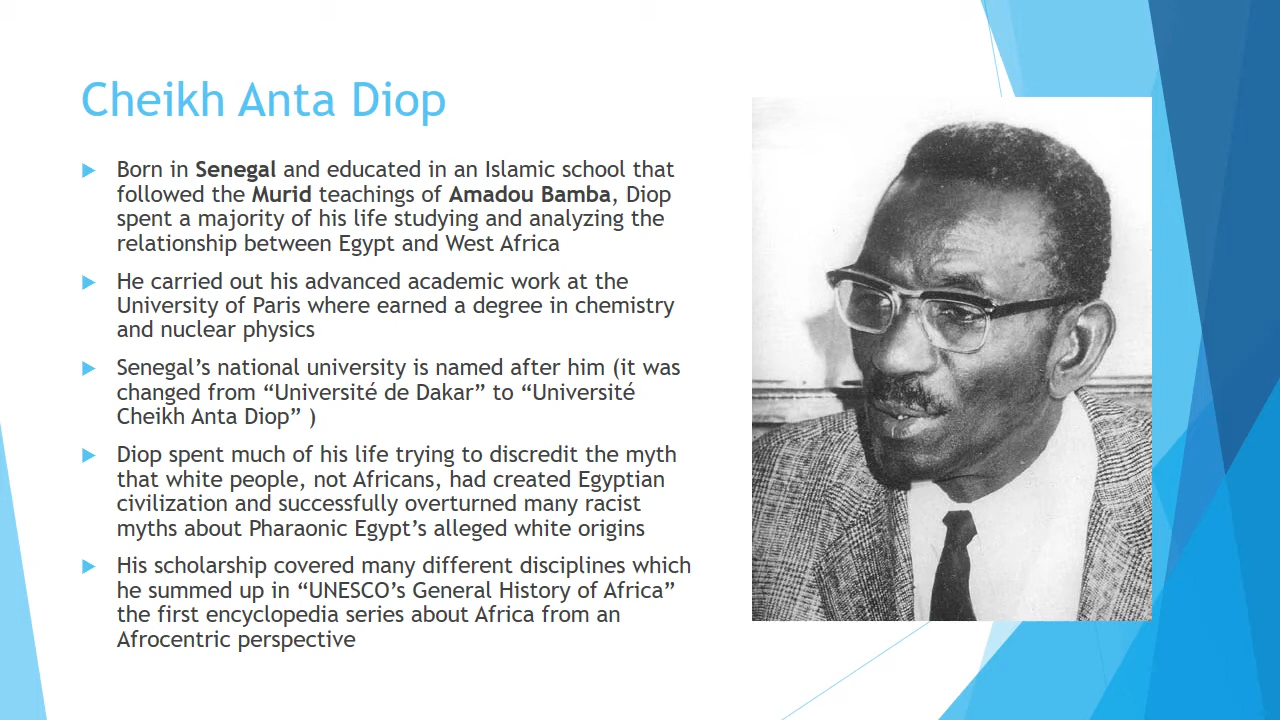 Cheikh Anta Diop
Born in Senegal and educated in an Islamic school that
followed the Murid teachings of Amadou Bamba, Diop
spent a majority of his life studying and analyzing the
relationship between Egypt and West Africa
He carried out his advanced academic work at the
University of Paris where earned a degree in chemistry
and nuclear physics
Senegal’s national university is named after him (it was
changed from “Université de Dakar” to “Université
Cheikh Anta Diop” )
Diop spent much of his life trying to discredit the myth
that white people, not Africans, had created Egyptian
civilization and successfully overturned many racist
myths about Pharaonic Egypt’s alleged white origins
His scholarship covered many different disciplines which
he summed up in “UNESCO’s General History of Africa”
the first encyclopedia series about Africa from an
Afrocentric perspective